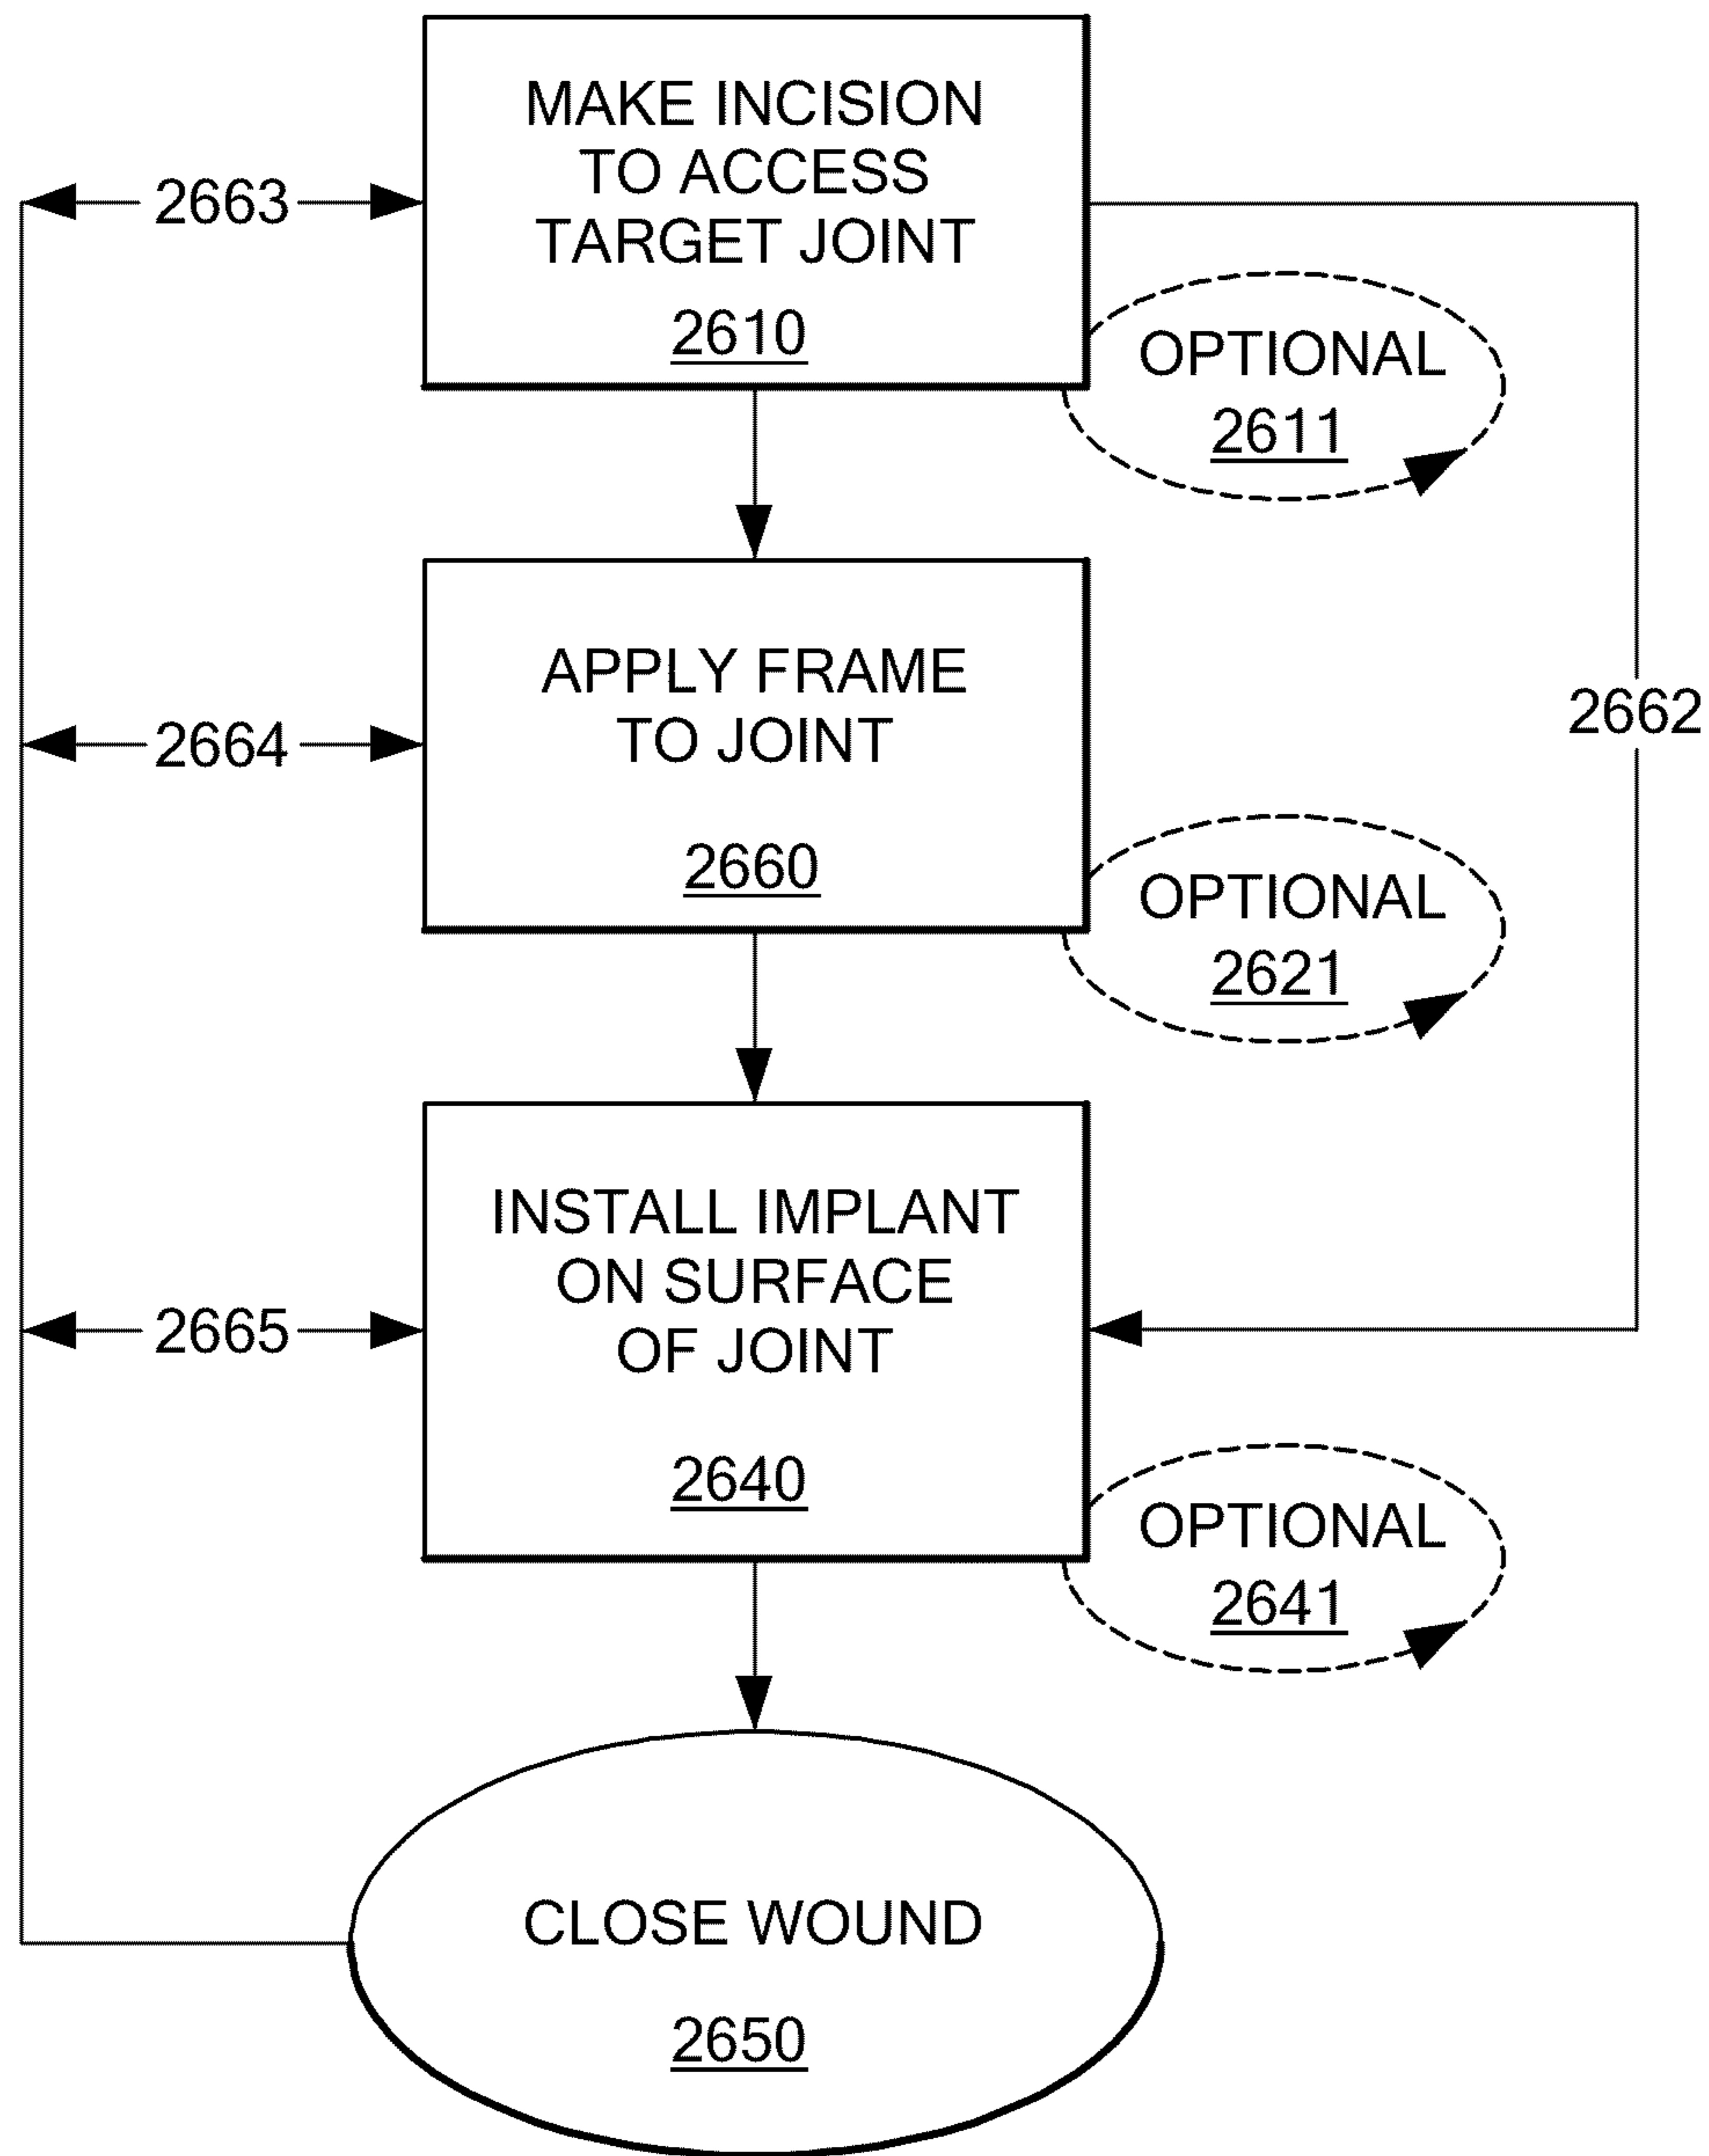 MAKE INCISION
TO ACCESS
TARGET JOINT
2610
2663
OPTIONAL
2611
APPLY FRAME
TO JOINT
2660
2664
2662
OPTIONAL
2621
INSTALL IMPLANT
ON SURFACE
OF JOINT
2640
2665
OPTIONAL
2641
CLOSE WOUND
2650